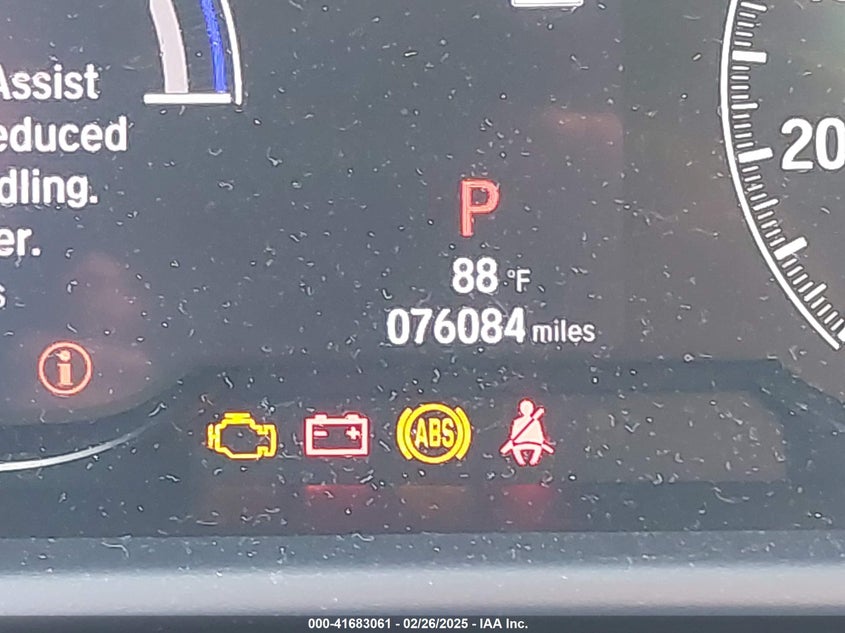 Assist
educed
dling.
er.
s
20
P
88 °F
076084 miles
ABS
000-41683061 - 02/26/2025 - IAA Inc.